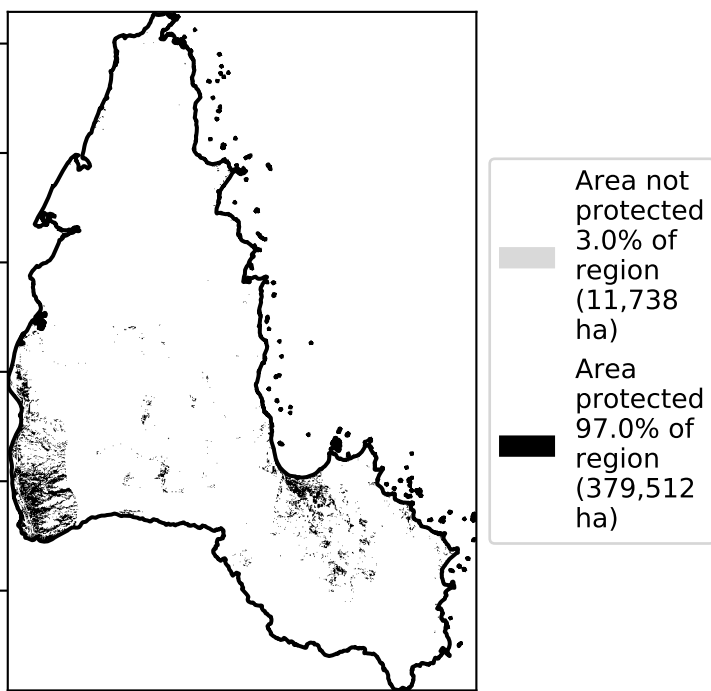 Area not
protected
3.0% of
region
(11,738
ha)
Area
protected
97.0% of
region
(379,512
ha)